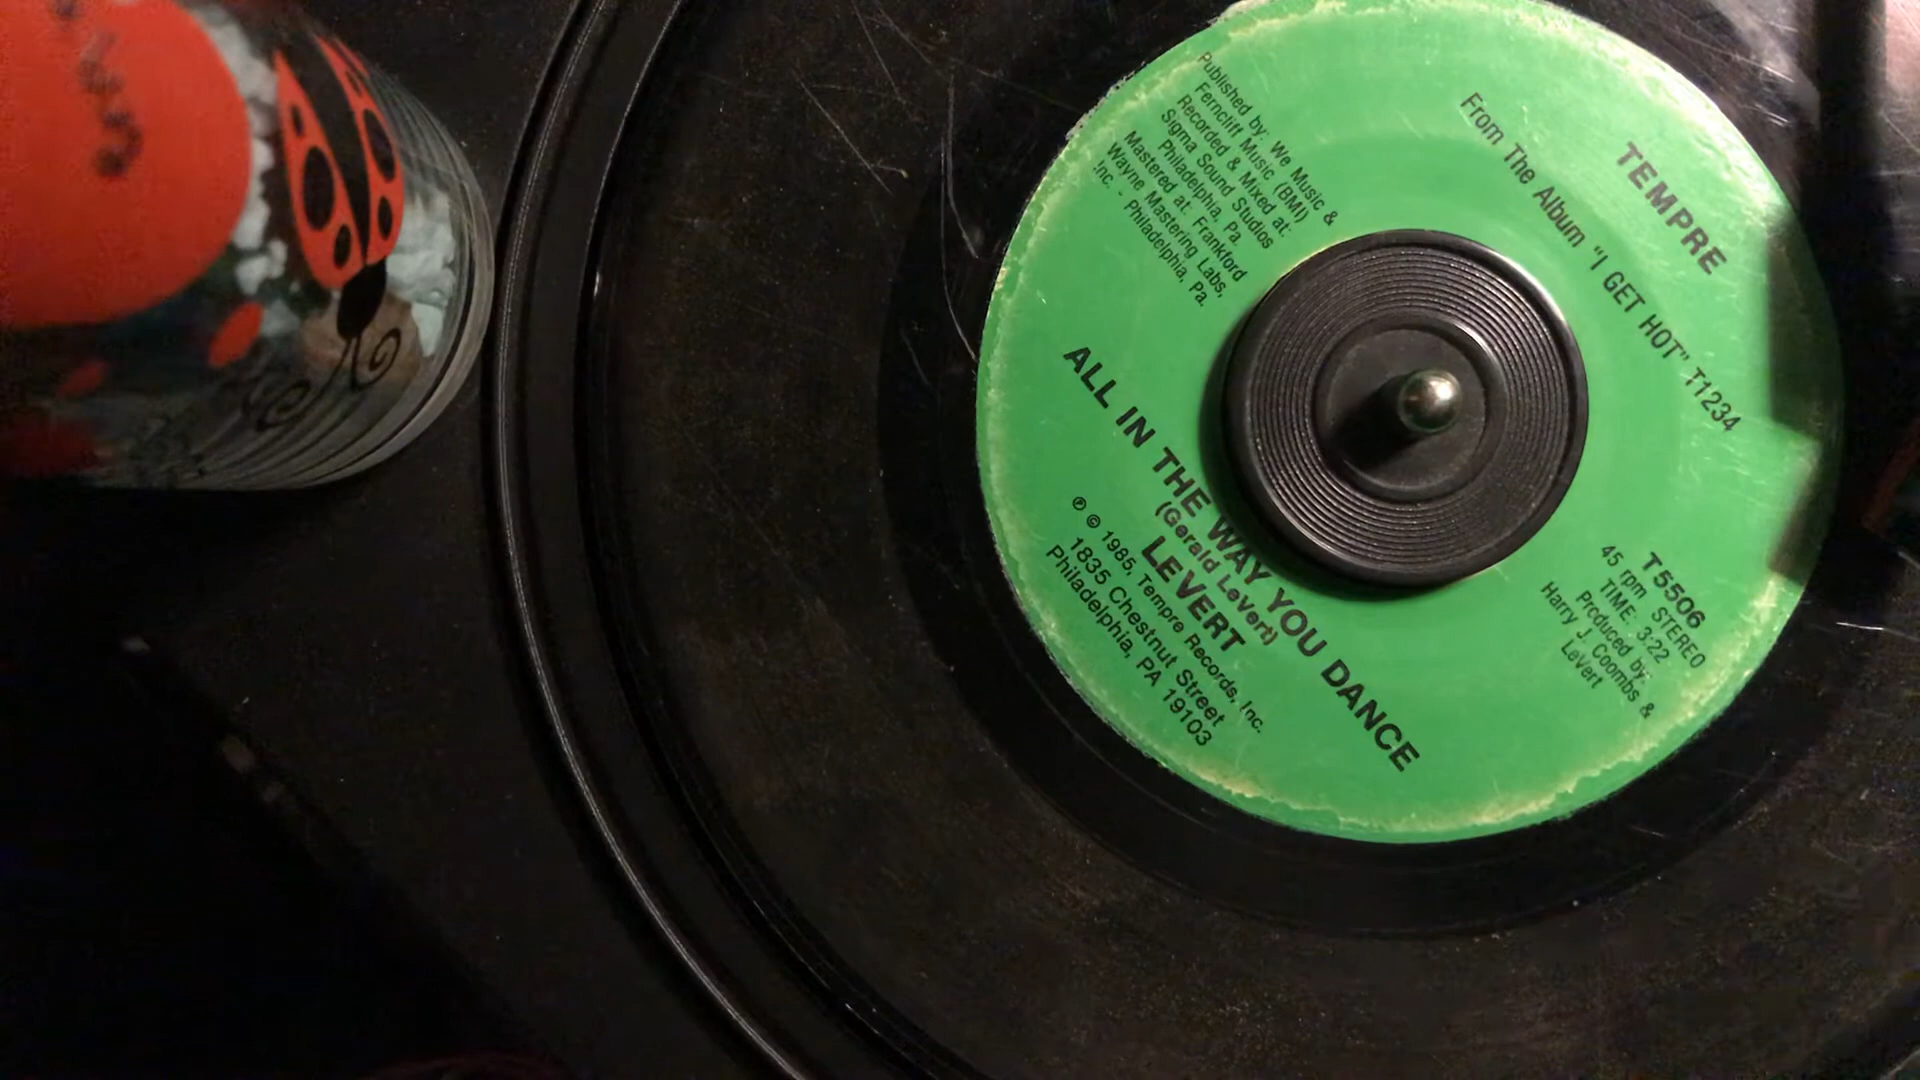 TEMPRE
From The Album "I GET HOT" T1234
Published by: We Music &
Ferncliff Music (BMI)
Recorded & Mixed at:
Sigma Sound Studios
Philadelphia, Pa
Mastered at: Frankford
Wayne Mastering Labs,
Inc. - Philadelphia, Pa.
T5506
45 rpm STEREO
TIME: 3:22
Produced by:
Harry J. Coombs &
LeVert
ALL IN THE WAY YOU DANCE
(Gerald LeVert)
LEVERT
℗ © 1985, Tempre Records, Inc.
1835 Chestnut Street
Philadelphia, PA 19103